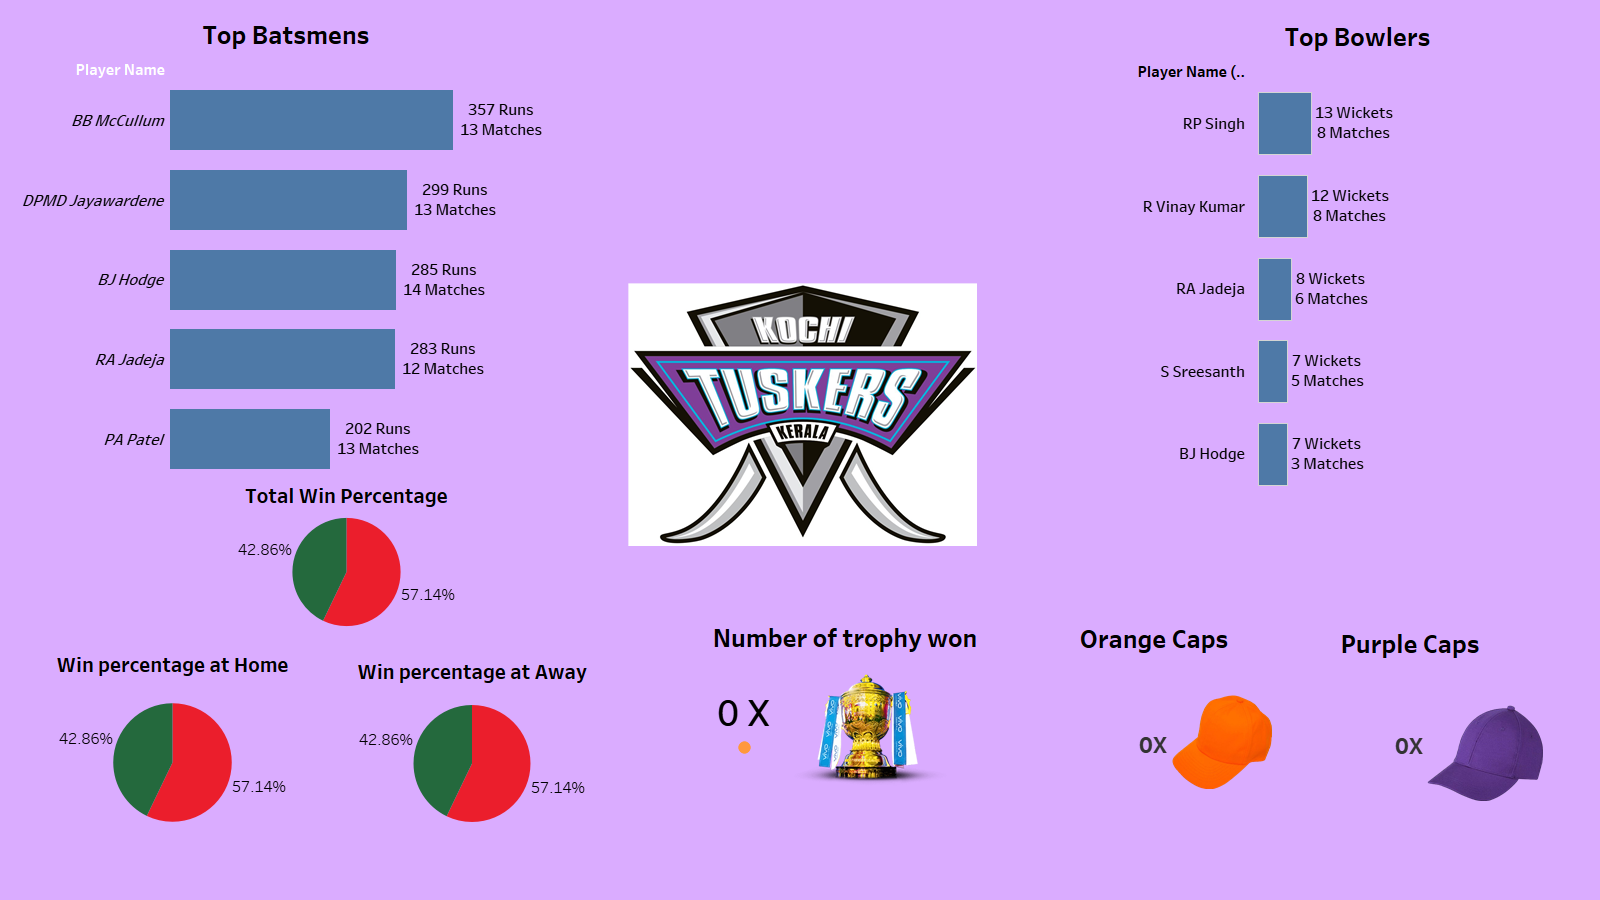 Top Batsmens
Player Name
BB McCullum
357 Runs
13 Matches
DPMD Jayawardene
299 Runs
13 Matches
BJ Hodge
285 Runs
14 Matches
RA Jadeja
283 Runs
12 Matches
PA Patel
202 Runs
13 Matches
Top Bowlers
Player Name (..
RP Singh
13 Wickets
8 Matches
R Vinay Kumar
12 Wickets
8 Matches
RA Jadeja
8 Wickets
6 Matches
S Sreesanth
7 Wickets
5 Matches
BJ Hodge
7 Wickets
3 Matches
KOCHI
TUSKERS
KERALA
Total Win Percentage
42.86%
57.14%
Win percentage at Home
42.86%
57.14%
Win percentage at Away
42.86%
57.14%
Number of trophy won
0 X
Orange Caps
0X
Purple Caps
0X